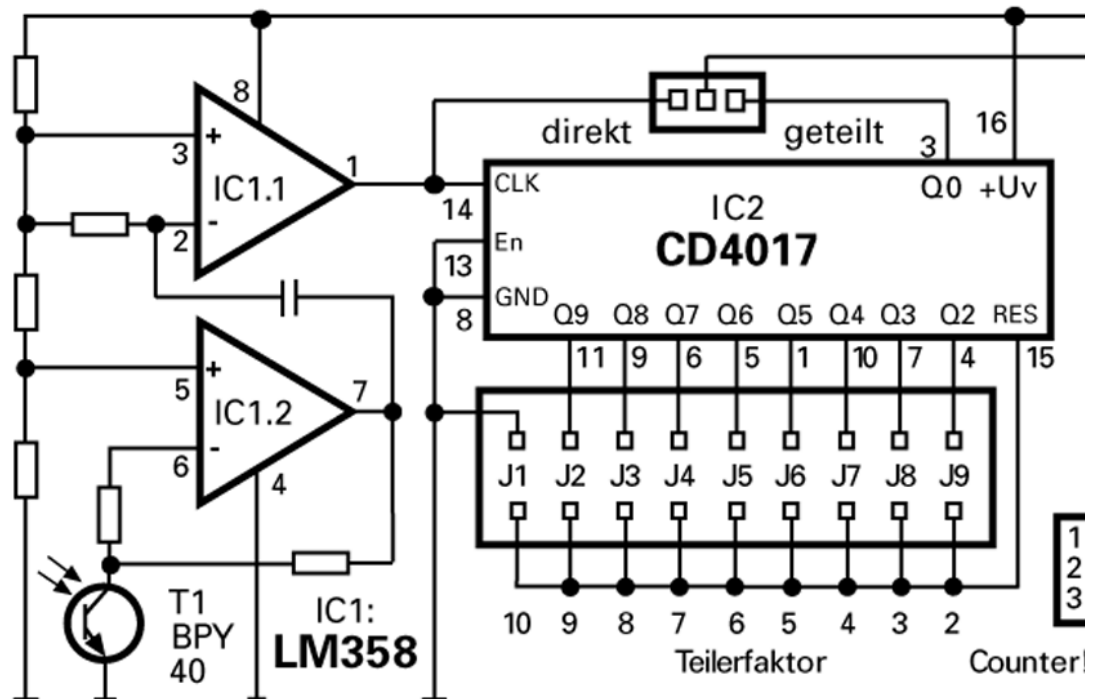 8
3
+
IC1.1
1
2
-
direkt
geteilt
3
16
CLK
14
IC2
CD4017
Q0 +Uv
En
13
GND
8
Q9 Q8 Q7 Q6 Q5 Q4 Q3 Q2 RES
11 9 6 5 1 10 7 4 15
5
+
IC1.2
7
6
-
4
J1 J2 J3 J4 J5 J6 J7 J8 J9
10 9 8 7 6 5 4 3 2
Teilerfaktor
T1
BPY
40
IC1:
LM358
1
2
3
Counter!